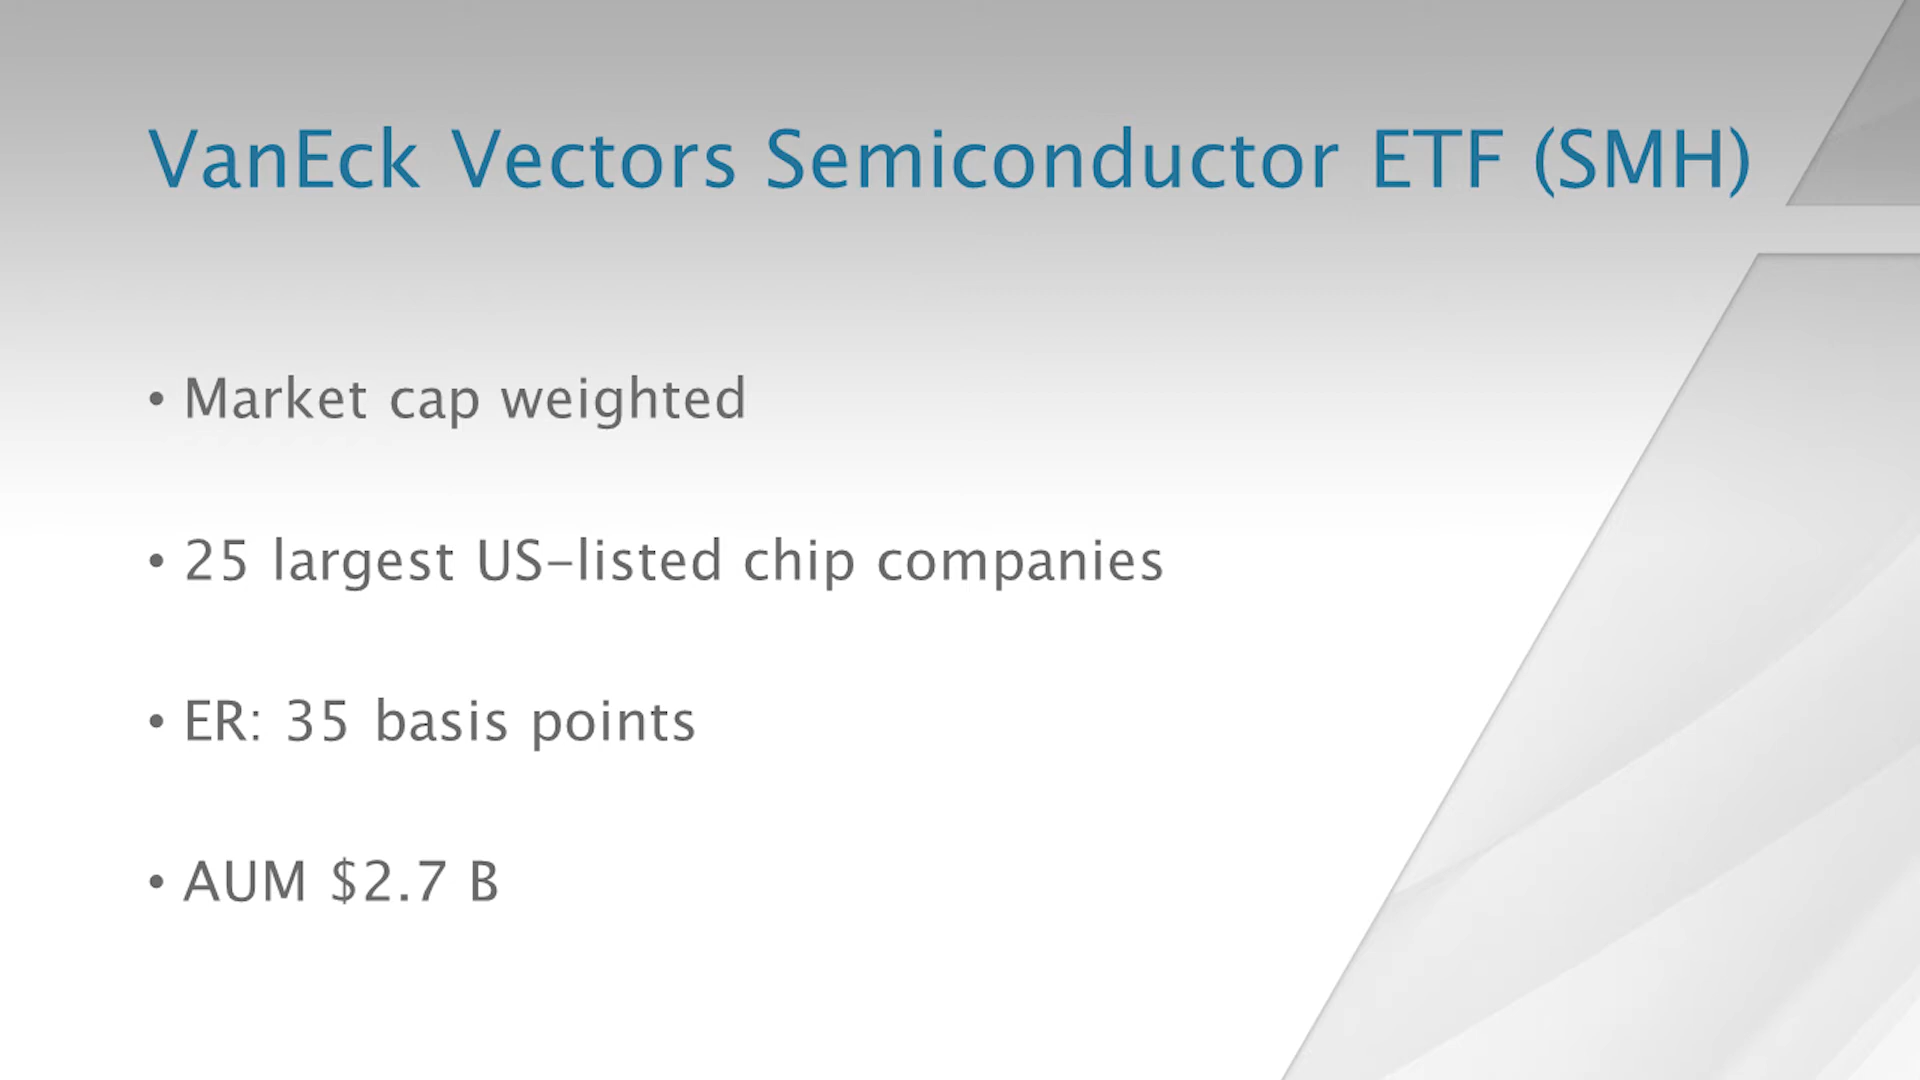 VanEck Vectors Semiconductor ETF (SMH)
• Market cap weighted
• 25 largest US-listed chip companies
• ER: 35 basis points
• AUM $2.7 B